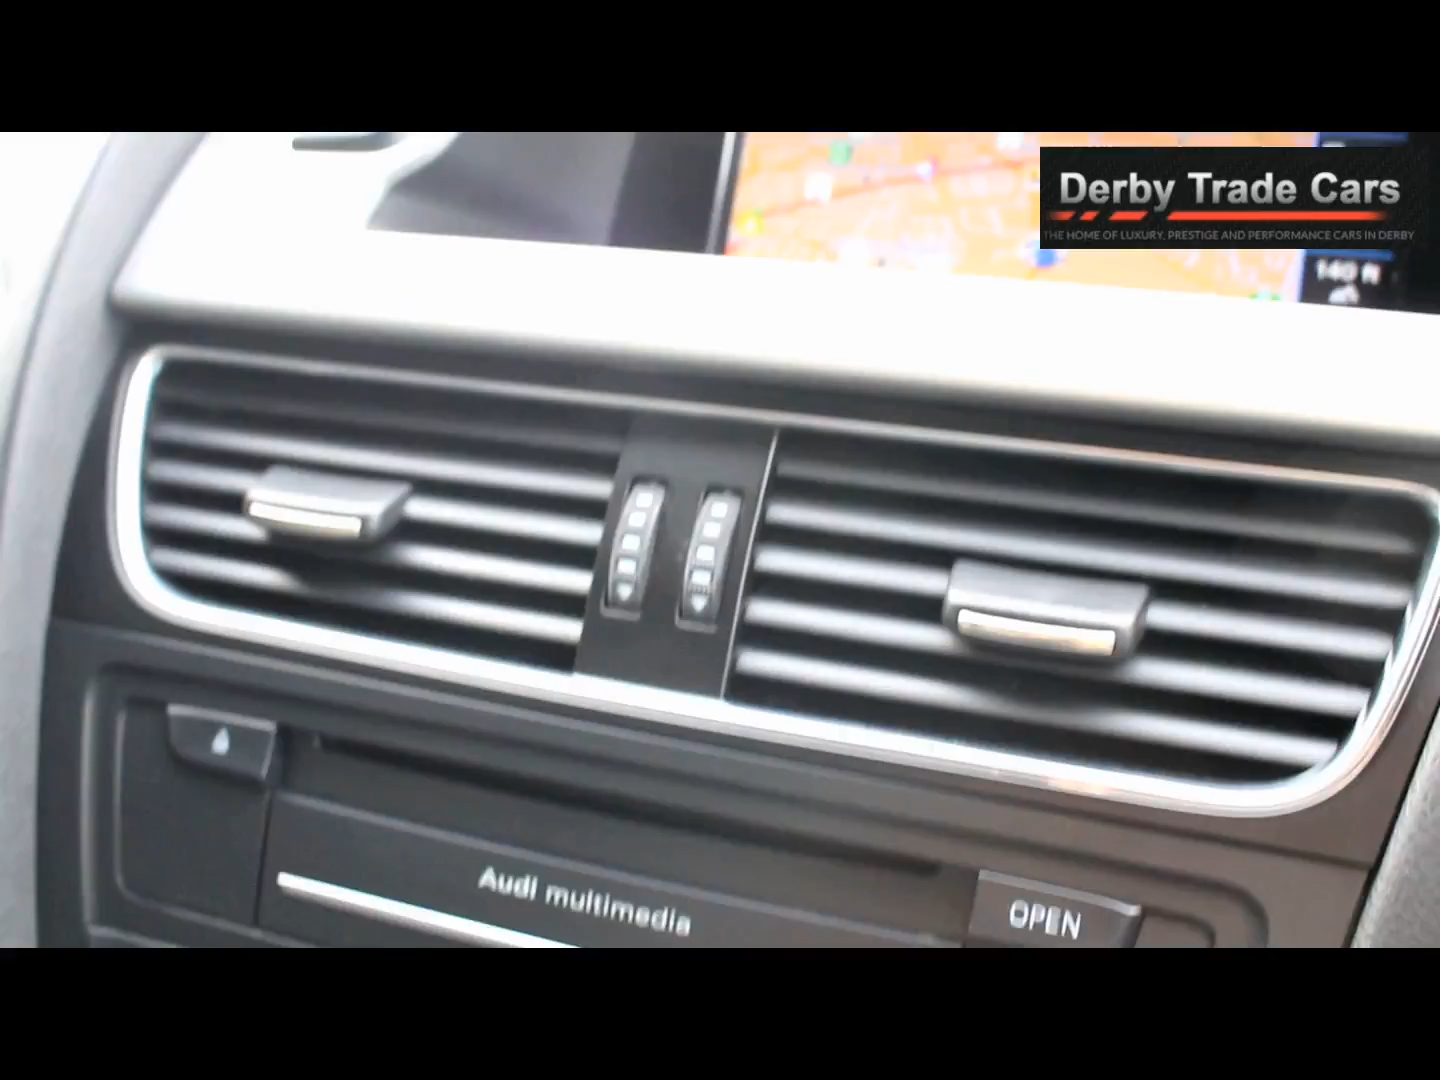 Derby Trade Cars
THE HOME OF LUXURY, PRESTIGE AND PERFORMANCE CARS IN DERBY
140 ft
Audi multimedia
OPEN